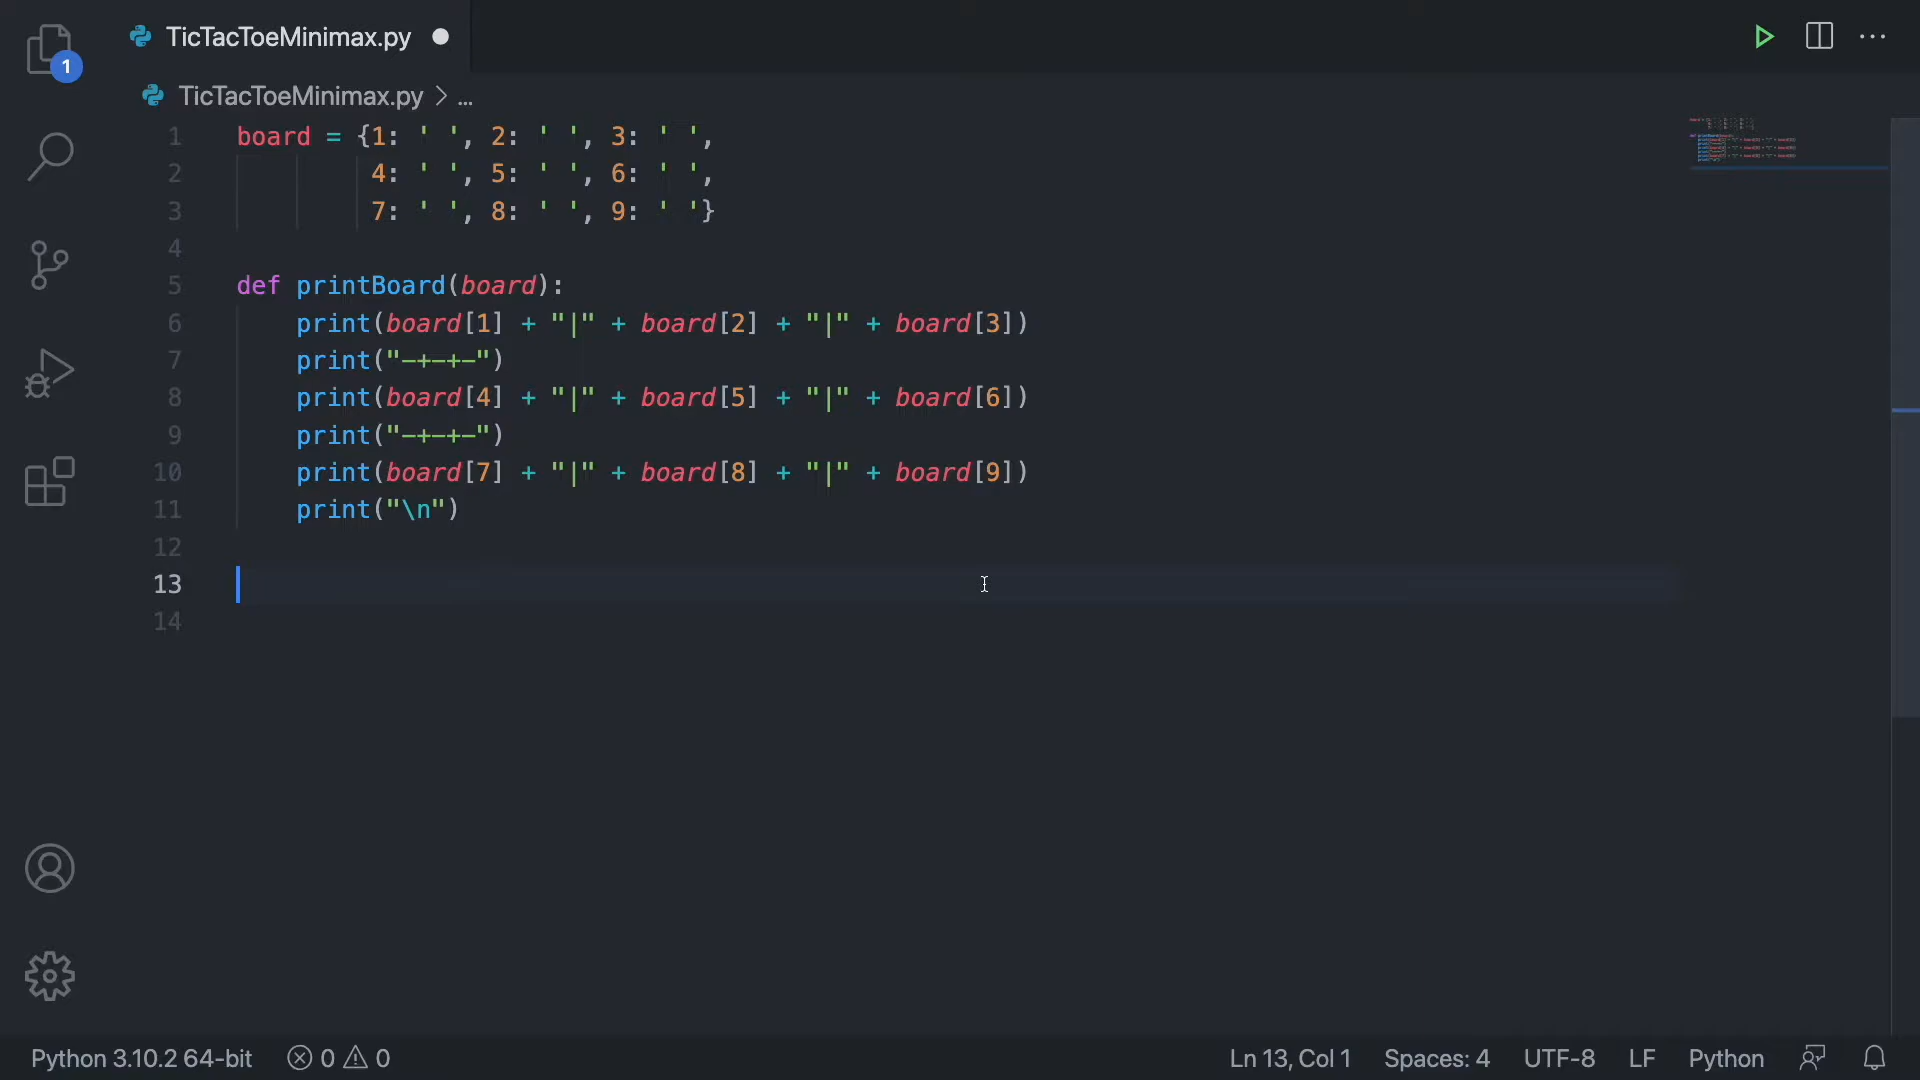 TicTacToeMinimax.py
1
TicTacToeMinimax.py > ...
1 board = {1: ' ', 2: ' ', 3: ' ',
2 4: ' ', 5: ' ', 6: ' ',
3 7: ' ', 8: ' ', 9: ' '}
4
5 def printBoard(board):
6 print(board[1] + "|" + board[2] + "|" + board[3])
7 print("-+-+-")
8 print(board[4] + "|" + board[5] + "|" + board[6])
9 print("-+-+-")
10 print(board[7] + "|" + board[8] + "|" + board[9])
11 print("\n")
12
13
14
Python 3.10.2 64-bit 0 0 Ln 13, Col 1 Spaces: 4 UTF-8 LF Python